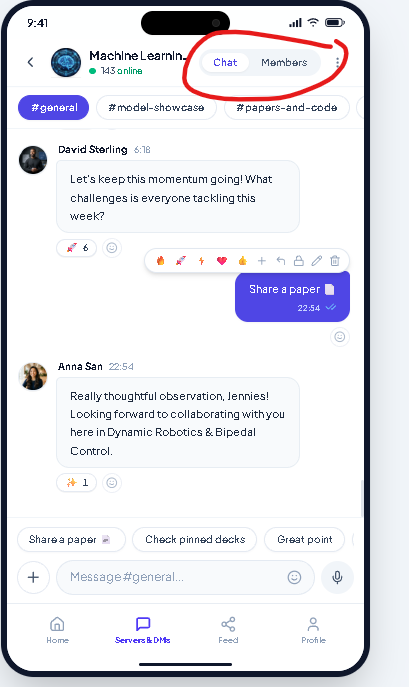 9:41
Machine Learnin...
143 online
Chat
Members
#general
#model-showcase
#papers-and-code
David Sterling 6:18
Let's keep this momentum going! What
challenges is everyone tackling this
week?
🚀 6
🔥 🚀 ⚡ ❤️ 👍
Share a paper 📄
22:54
Anna San 22:54
Really thoughtful observation, Jennies!
Looking forward to collaborating with you
here in Dynamic Robotics & Bipedal
Control.
✨ 1
Share a paper 📄
Check pinned decks
Great point
Message #general...
Home
Servers & DMs
Feed
Profile